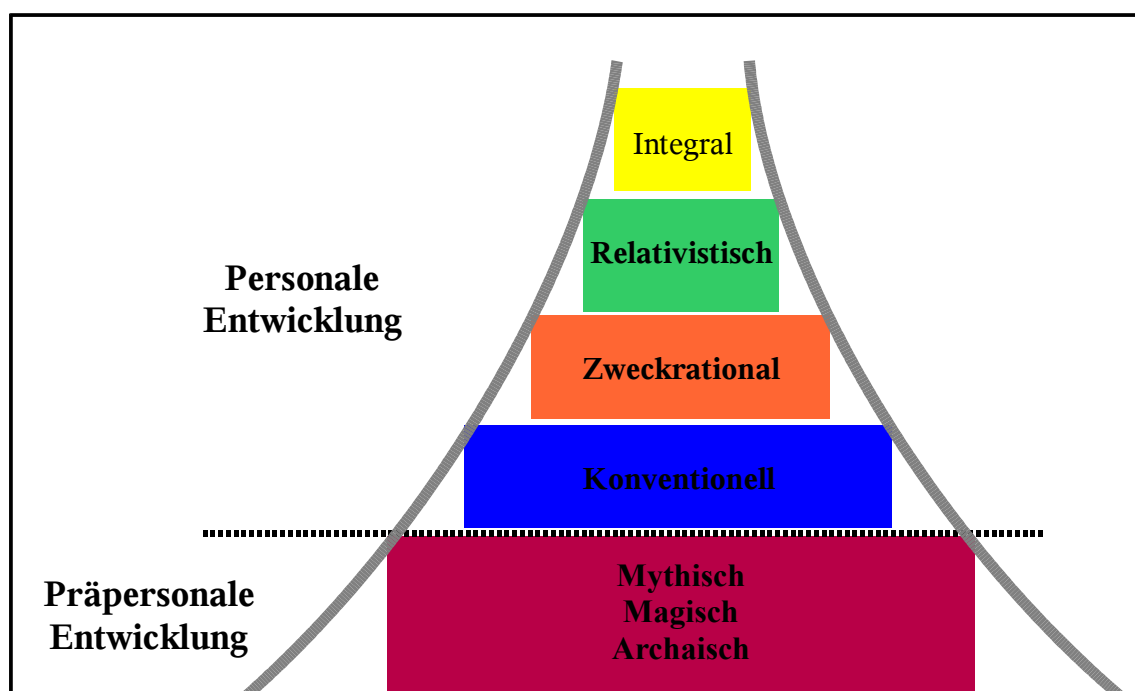 Integral
Relativistisch
Personale
Entwicklung
Zweckrational
Konventionell
Präpersonale
Entwicklung
Mythisch
Magisch
Archaisch